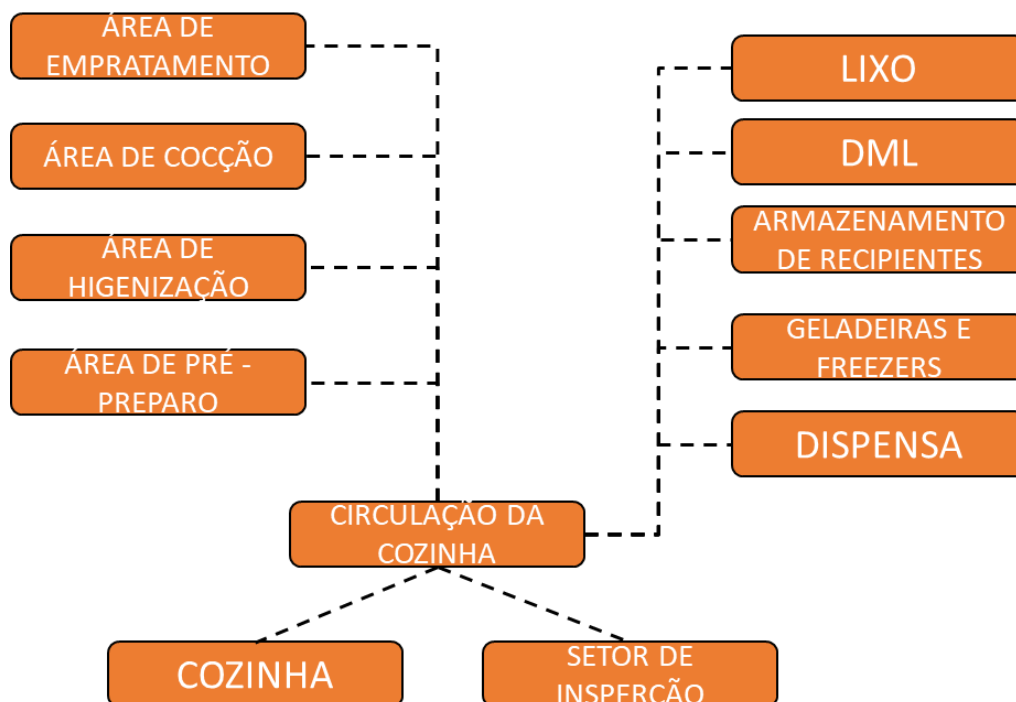 ÁREA DE
EMPRATAMENTO
ÁREA DE COCÇÃO
ÁREA DE
HIGENIZAÇÃO
ÁREA DE PRÉ -
PREPARO
LIXO
DML
ARMAZENAMENTO
DE RECIPIENTES
GELADEIRAS E
FREEZERS
DISPENSA
CIRCULAÇÃO DA
COZINHA
COZINHA
SETOR DE
INSPERCÃO